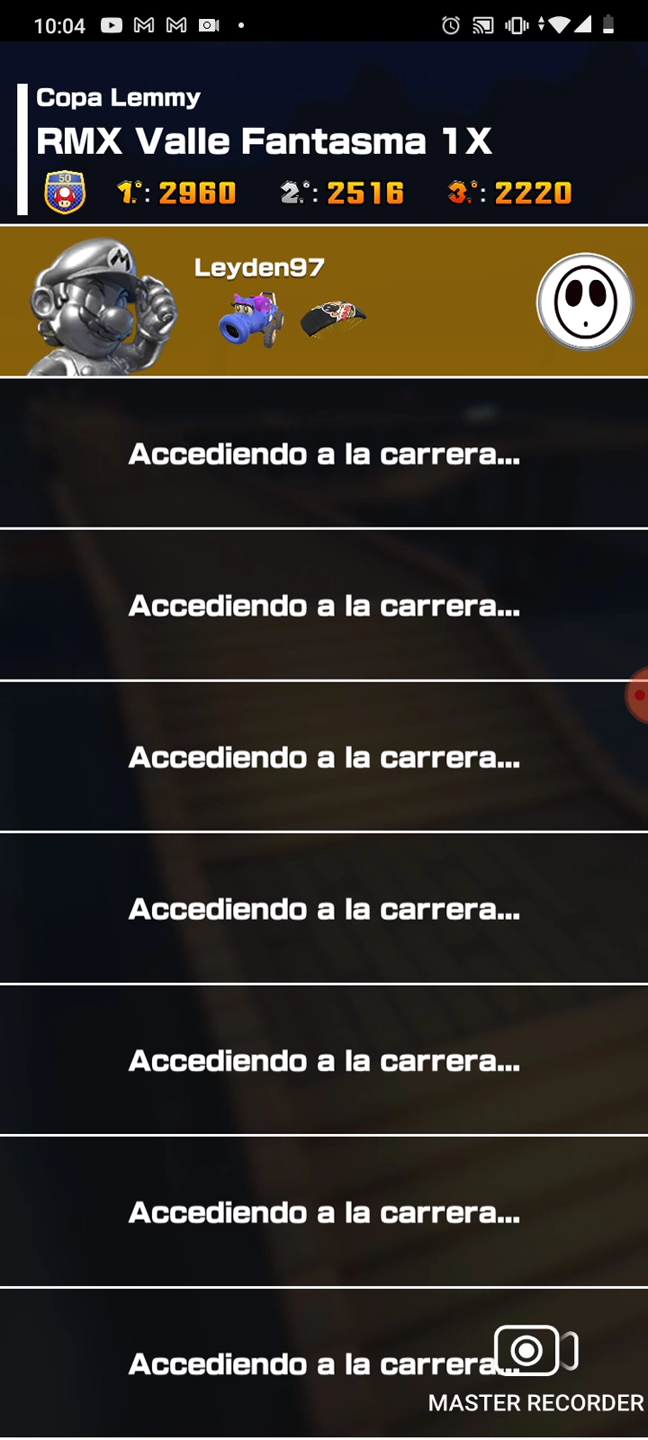 10:04
Copa Lemmy
RMX Valle Fantasma 1X
50 1.º: 2960 2.º: 2516 3.º: 2220
Leyden97
Accediendo a la carrera...
Accediendo a la carrera...
Accediendo a la carrera...
Accediendo a la carrera...
Accediendo a la carrera...
Accediendo a la carrera...
Accediendo a la carrera...
MASTER RECORDER